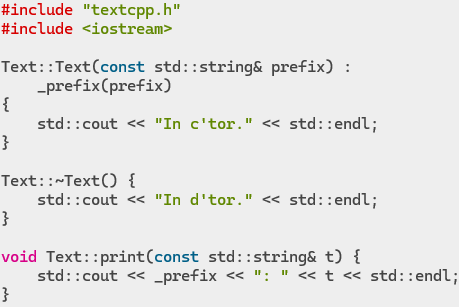 #include "textcpp.h"
#include <iostream>

Text::Text(const std::string& prefix) :
    _prefix(prefix)
{
    std::cout << "In c'tor." << std::endl;
}

Text::~Text() {
    std::cout << "In d'tor." << std::endl;
}

void Text::print(const std::string& t) {
    std::cout << _prefix << ": " << t << std::endl;
}